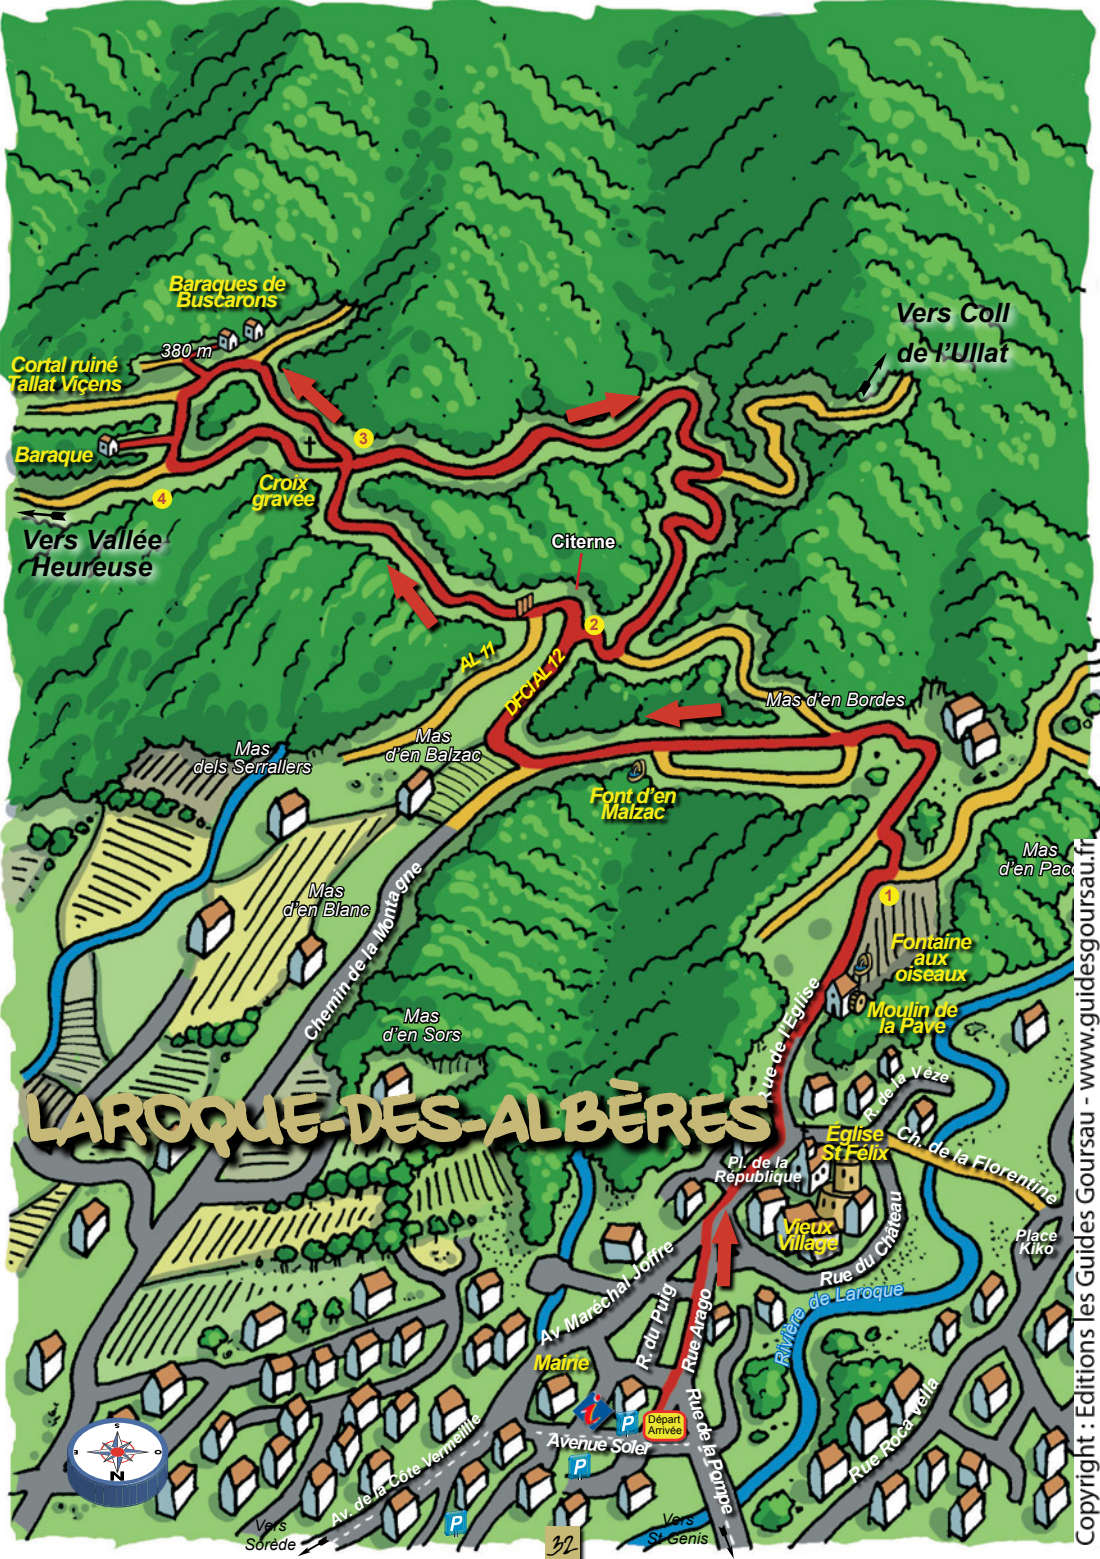 Baraques de
Buscarons
380 m
Cortal ruiné
Tallat Viçens
Vers Coll
de l'Ullat
Baraque
3
4
Croix
gravée
Vers Vallée
Heureuse
Citerne
2
AL 11
DFCI AL 12
Mas d'en Bordes
Mas
d'en Balzac
Mas
dels Serrallers
Font d'en
Malzac
Mas
d'en Blanc
Chemin de la Montagne
1
Fontaine
aux
oiseaux
Moulin de
la Pave
Rue de l'Eglise
Mas
d'en Sors
R. de la Vèze
LAROQUE-DES-ALBÈRES
Église
St Félix
Ch. de la Florentine
Pl. de la
République
Vieux
Village
Rue du Château
Place
Kiko
Rivière de Laroque
Av Maréchal Joffre
R. du Puig
Rue Arago
Mairie
i
P
Départ
Arrivée
Avenue Soler
P
Rue de la Pompe
Rue Roca vella
Av. de la Côte Vermeille
P
S
E
O
N
Vers
Sorède
32
Vers
St Génis
Copyright : Editions les Guides Goursau - www.guidesgoursau.fr